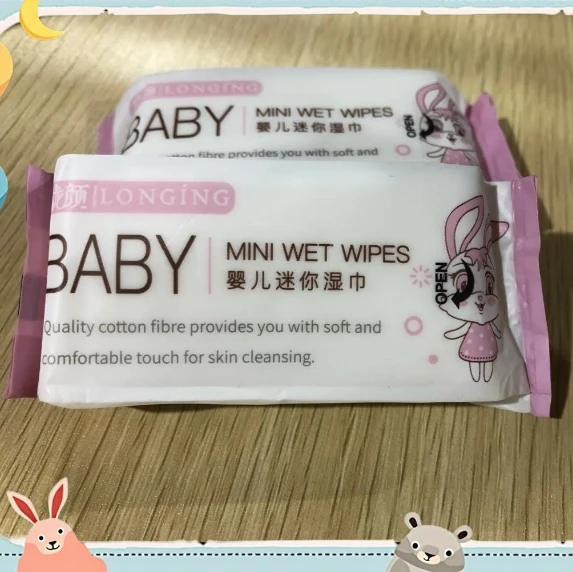 LONGING
BABY
MINI WET WIPES
婴儿迷你湿巾
OPEN
cotton fibre provides you with soft and
颜 LONGÍNG
BABY
MINI WET WIPES
婴儿迷你湿巾
OPEN
Quality cotton fibre provides you with soft and
comfortable touch for skin cleansing.